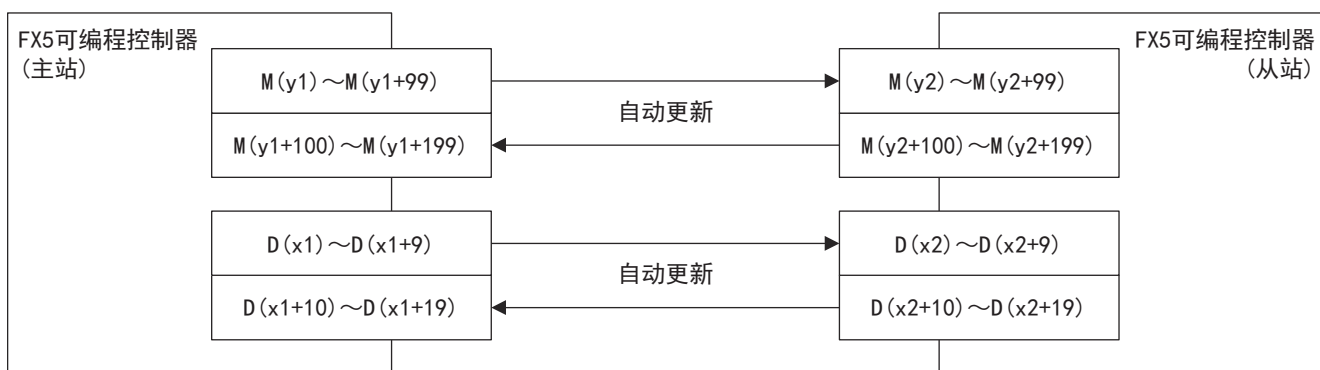 FX5可编程控制器
(主站)
M(y1)～M(y1+99)
M(y1+100)～M(y1+199)
自动更新
M(y2)～M(y2+99)
M(y2+100)～M(y2+199)
FX5可编程控制器
(从站)
D(x1)～D(x1+9)
D(x1+10)～D(x1+19)
自动更新
D(x2)～D(x2+9)
D(x2+10)～D(x2+19)